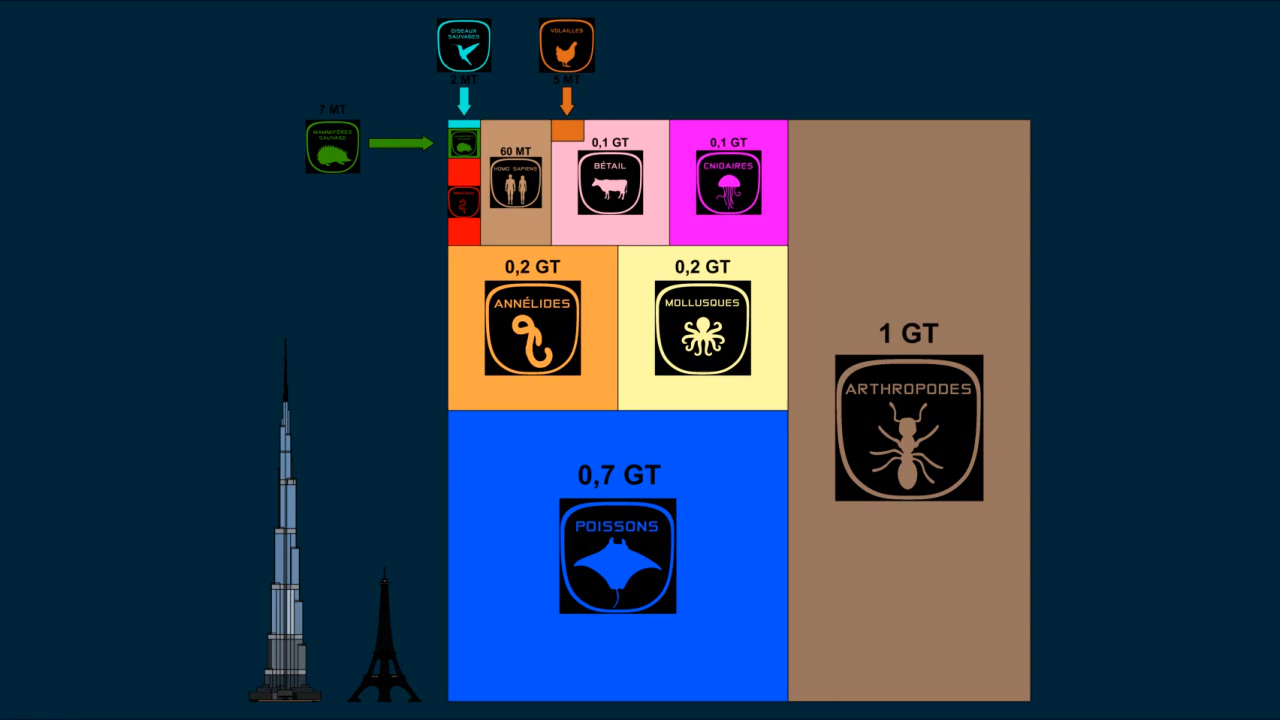 OISEAUX
SAUVAGES
2 MT
VOLAILLES
5 MT
7 MT
MAMMIFÈRES
SAUVAGE
60 MT
HOMO SAPIENS
0,1 GT
BÉTAIL
0,1 GT
CNIDAIRES
0,2 GT
ANNÉLIDES
0,2 GT
MOLLUSQUES
1 GT
ARTHROPODES
0,7 GT
POISSONS